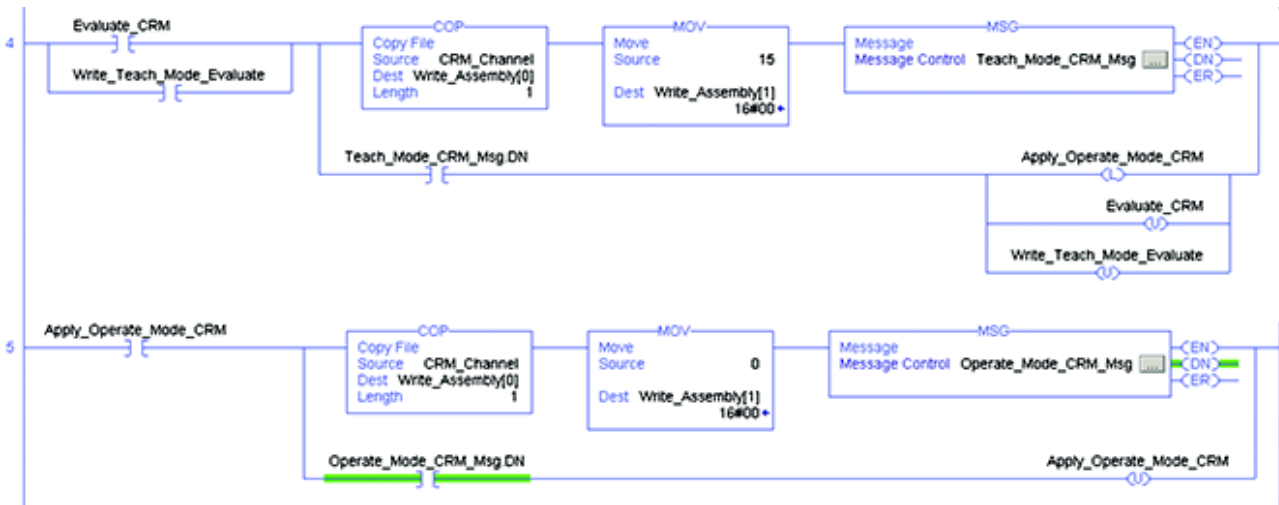 Evaluate_CRM
4
Write_Teach_Mode_Evaluate
COP
Copy File
Source CRM_Channel
Dest Write_Assembly[0]
Length 1
MOV
Move
Source 15
Dest Write_Assembly[1]
16#00
MSG
Message
Message Control Teach_Mode_CRM_Msg ...
EN
DN
ER
Teach_Mode_CRM_Msg.DN
Apply_Operate_Mode_CRM
L
Evaluate_CRM
U
Write_Teach_Mode_Evaluate
U
Apply_Operate_Mode_CRM
5
COP
Copy File
Source CRM_Channel
Dest Write_Assembly[0]
Length 1
MOV
Move
Source 0
Dest Write_Assembly[1]
16#00
MSG
Message
Message Control Operate_Mode_CRM_Msg ...
EN
DN
ER
Operate_Mode_CRM_Msg.DN
Apply_Operate_Mode_CRM
U